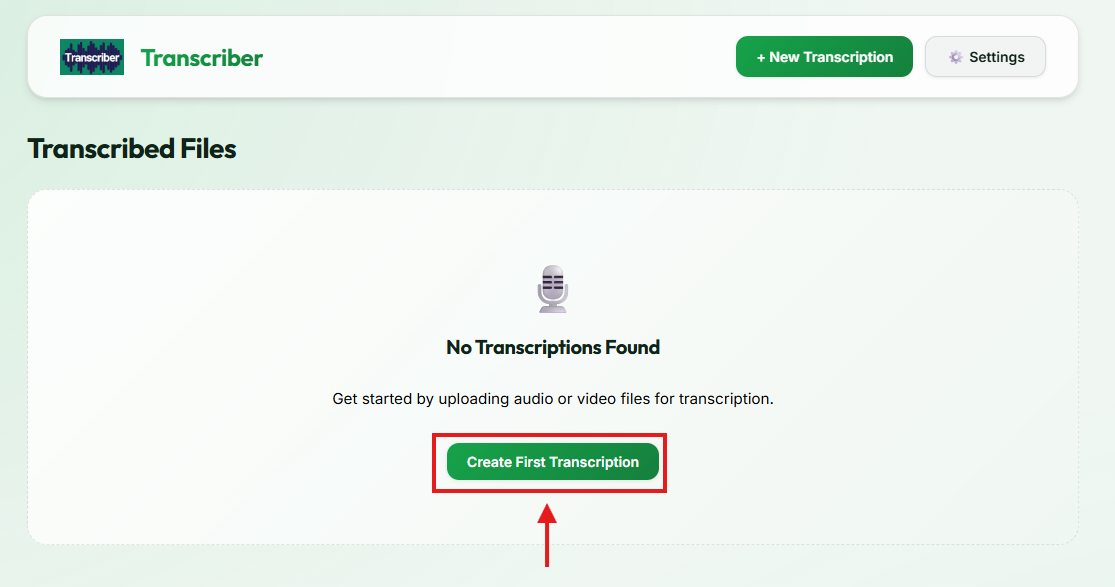 Transcriber
Transcriber
+ New Transcription
Settings
Transcribed Files
No Transcriptions Found
Get started by uploading audio or video files for transcription.
Create First Transcription